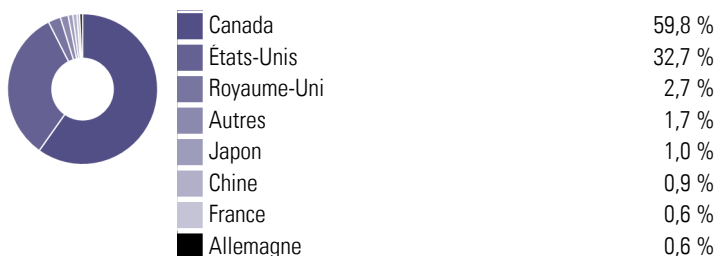 Canada 59,8 %
États-Unis 32,7 %
Royaume-Uni 2,7 %
Autres 1,7 %
Japon 1,0 %
Chine 0,9 %
France 0,6 %
Allemagne 0,6 %